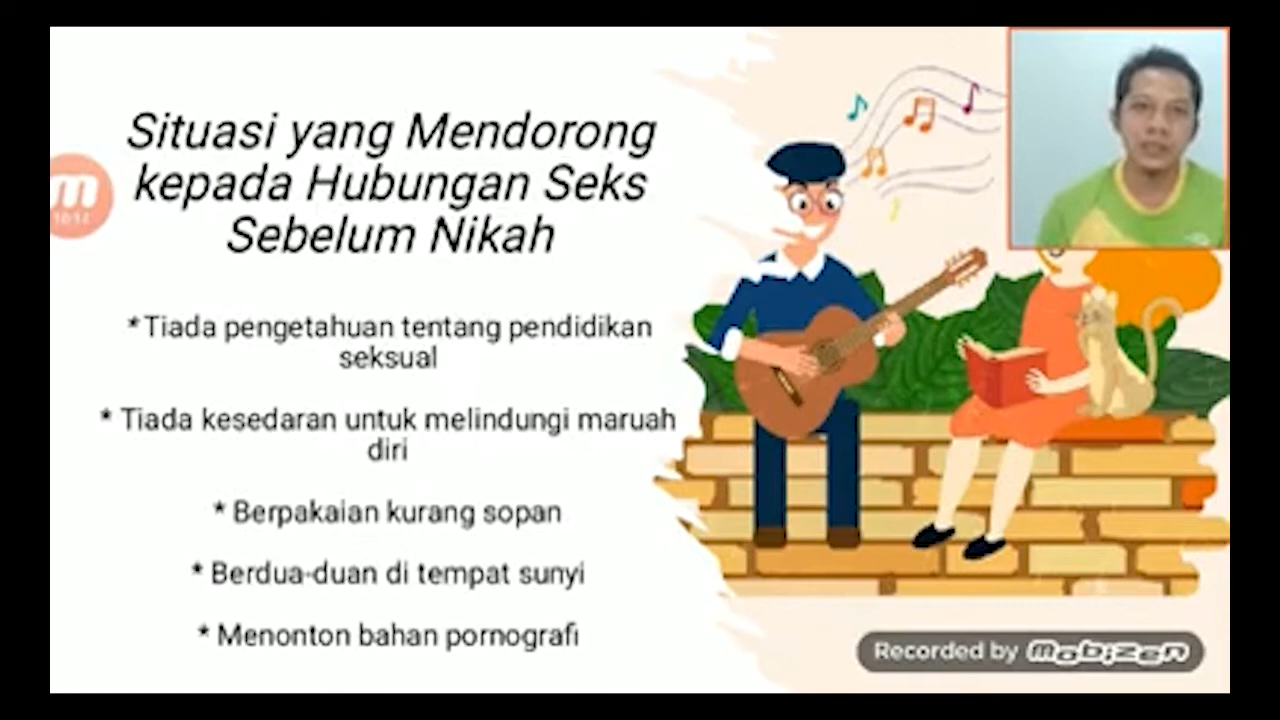 Situasi yang Mendorong
kepada Hubungan Seks
Sebelum Nikah
* Tiada pengetahuan tentang pendidikan
seksual
* Tiada kesedaran untuk melindungi maruah
diri
* Berpakaian kurang sopan
* Berdua-duan di tempat sunyi
* Menonton bahan pornografi
Recorded by Mobizen